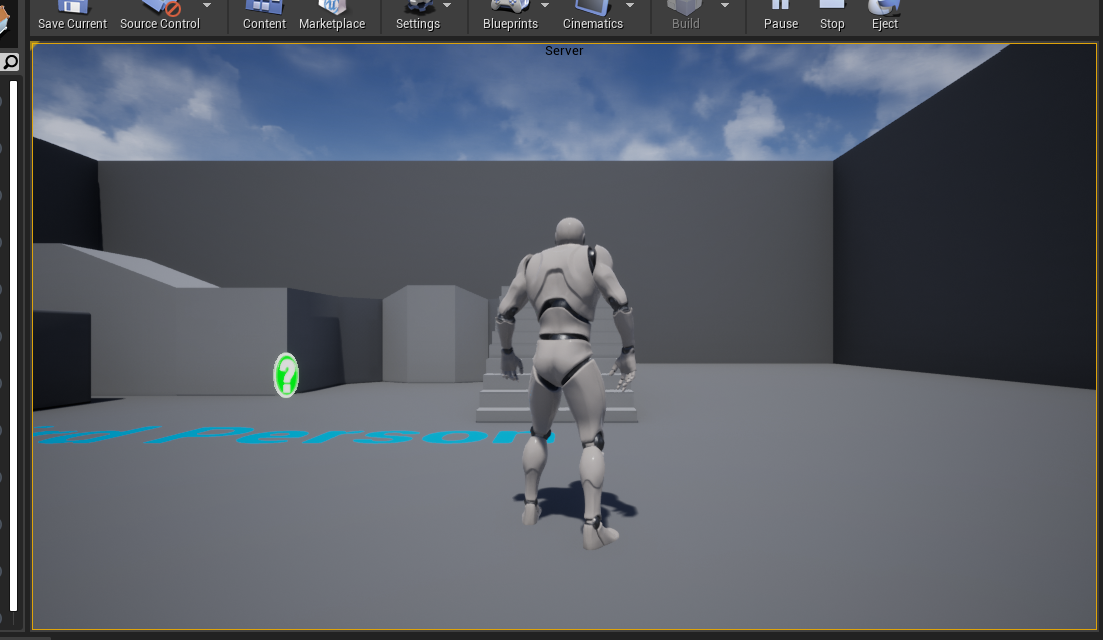 Save Current Source Control Content Marketplace Settings Blueprints Cinematics Build Pause Stop Eject
Server
?
person